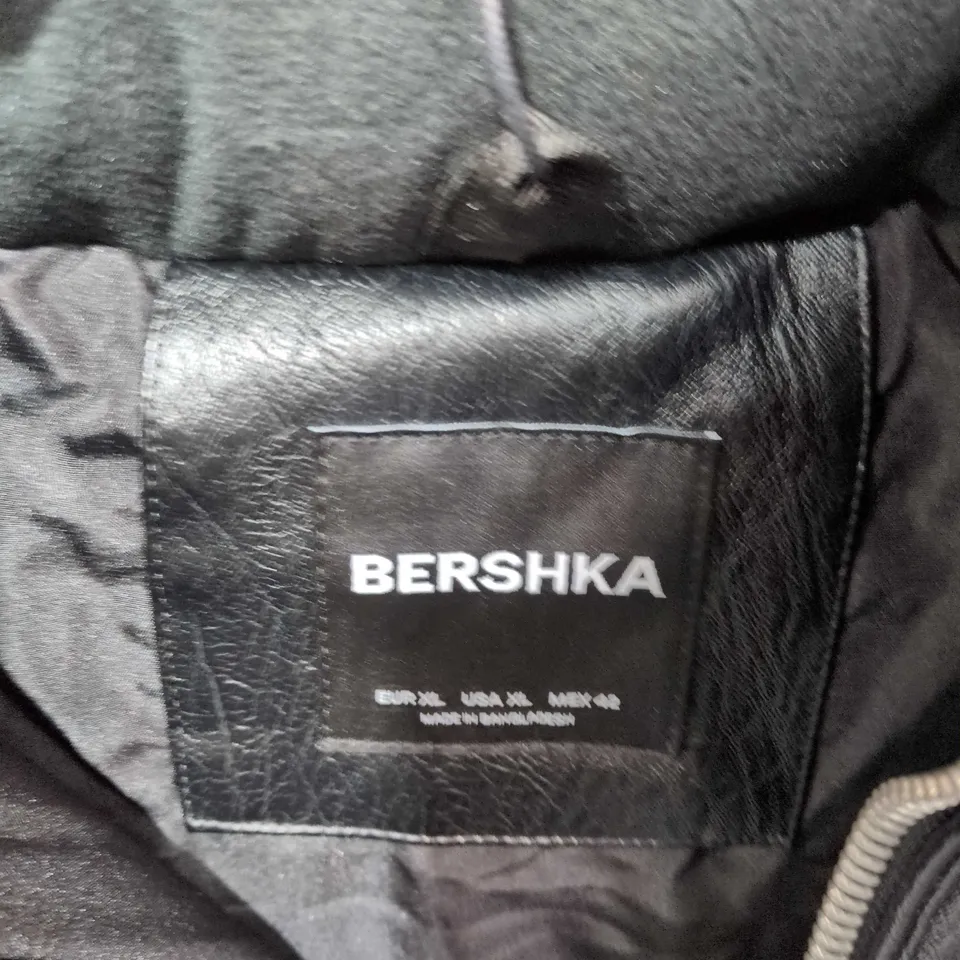 BERSHKA
EUR XL USA XL MEX 42
MADE IN BANGLADESH